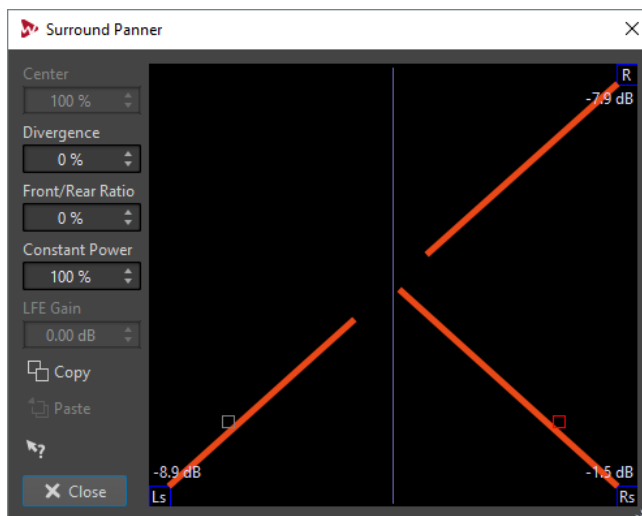 Surround Panner
Center
100 %
Divergence
0 %
Front/Rear Ratio
0 %
Constant Power
100 %
LFE Gain
0.00 dB
Copy
Paste
?
Close
R
-7.9 dB
-8.9 dB
Ls
-1.5 dB
Rs